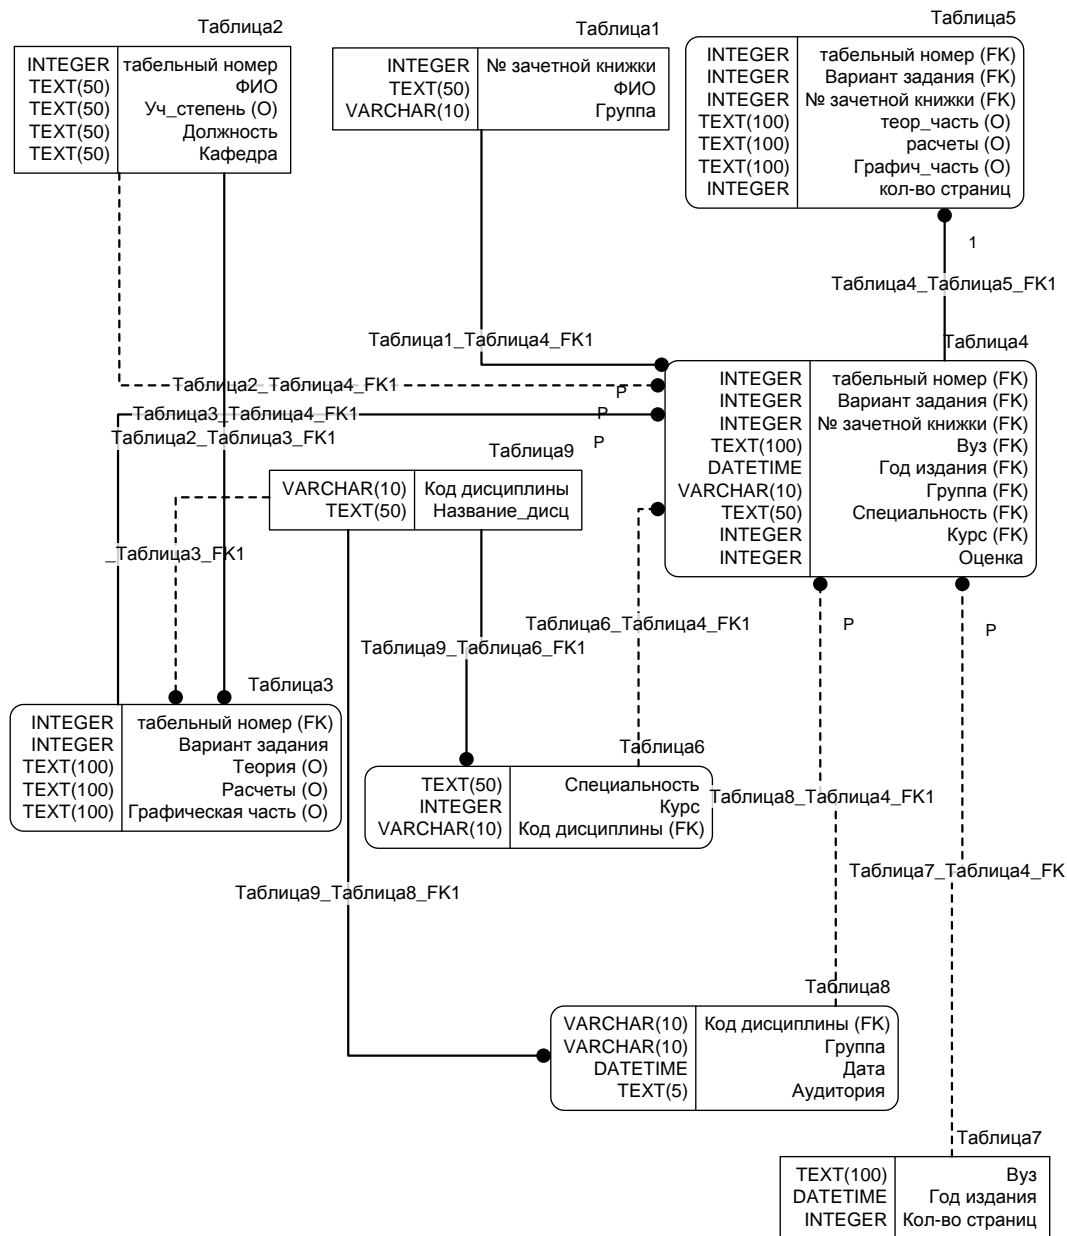 Таблица5
Таблица2
Таблица1
INTEGER табельный номер
TEXT(50) ФИО
TEXT(50) Уч_степень (О)
TEXT(50) Должность
TEXT(50) Кафедра
INTEGER № зачетной книжки
TEXT(50) ФИО
VARCHAR(10) Группа
INTEGER табельный номер (FK)
INTEGER Вариант задания (FK)
INTEGER № зачетной книжки (FK)
TEXT(100) теор_часть (О)
TEXT(100) расчеты (О)
TEXT(100) Графич_часть (О)
INTEGER кол-во страниц
1
Таблица4_Таблица5_FK1
Таблица1_Таблица4_FK1
Таблица4
Таблица2_Таблица4_FK1
P
Таблица3_Таблица4_FK1
P
Таблица2_Таблица3_FK1
P
INTEGER табельный номер (FK)
INTEGER Вариант задания (FK)
INTEGER № зачетной книжки (FK)
TEXT(100) Вуз (FK)
DATETIME Год издания (FK)
VARCHAR(10) Группа (FK)
TEXT(50) Специальность (FK)
INTEGER Курс (FK)
INTEGER Оценка
Таблица9
VARCHAR(10) Код дисциплины
TEXT(50) Название_дисц
_Таблица3_FK1
Таблица6_Таблица4_FK1
P
P
Таблица9_Таблица6_FK1
Таблица3
INTEGER табельный номер (FK)
INTEGER Вариант задания
TEXT(100) Теория (О)
TEXT(100) Расчеты (О)
TEXT(100) Графическая часть (О)
Таблица6
TEXT(50) Специальность
INTEGER Курс
VARCHAR(10) Код дисциплины (FK)
Таблица8_Таблица4_FK1
Таблица7_Таблица4_FK
Таблица9_Таблица8_FK1
Таблица8
VARCHAR(10) Код дисциплины (FK)
VARCHAR(10) Группа
DATETIME Дата
TEXT(5) Аудитория
Таблица7
TEXT(100) Вуз
DATETIME Год издания
INTEGER Кол-во страниц